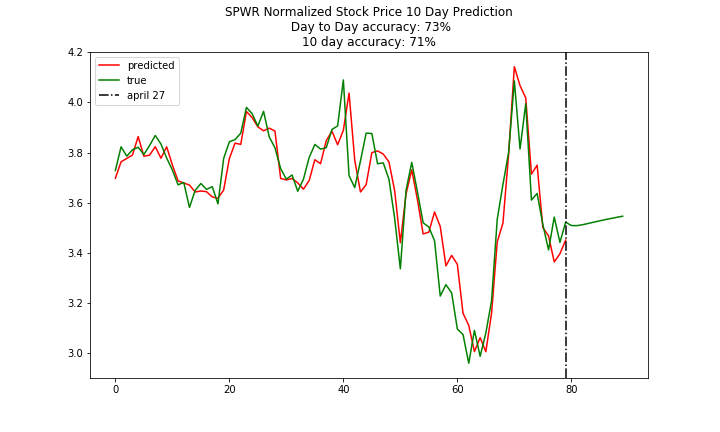 SPWR Normalized Stock Price 10 Day Prediction
Day to Day accuracy: 73%
10 day accuracy: 71%
predicted
true
april 27
4.2
4.0
3.8
3.6
3.4
3.2
3.0
0 20 40 60 80